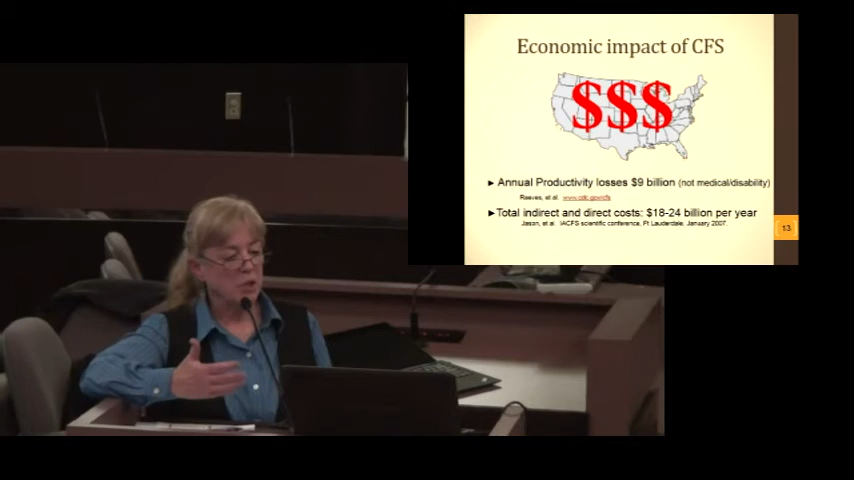 Economic impact of CFS
$$$
►Annual Productivity losses $9 billion (not medical/disability)
Reeves, et al. www.cdc.gov/cfs
►Total indirect and direct costs: $18-24 billion per year
Jason, et al. IACFS scientific conference, Ft Lauderdale, January 2007.
13